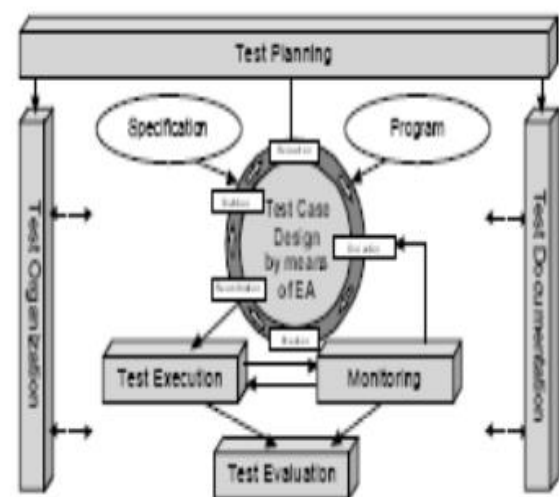 Test Planning
Specification
Program
Test Case
Design
by means
of EA
Test Organization
Test Documentation
Test Execution
Monitoring
Test Evaluation